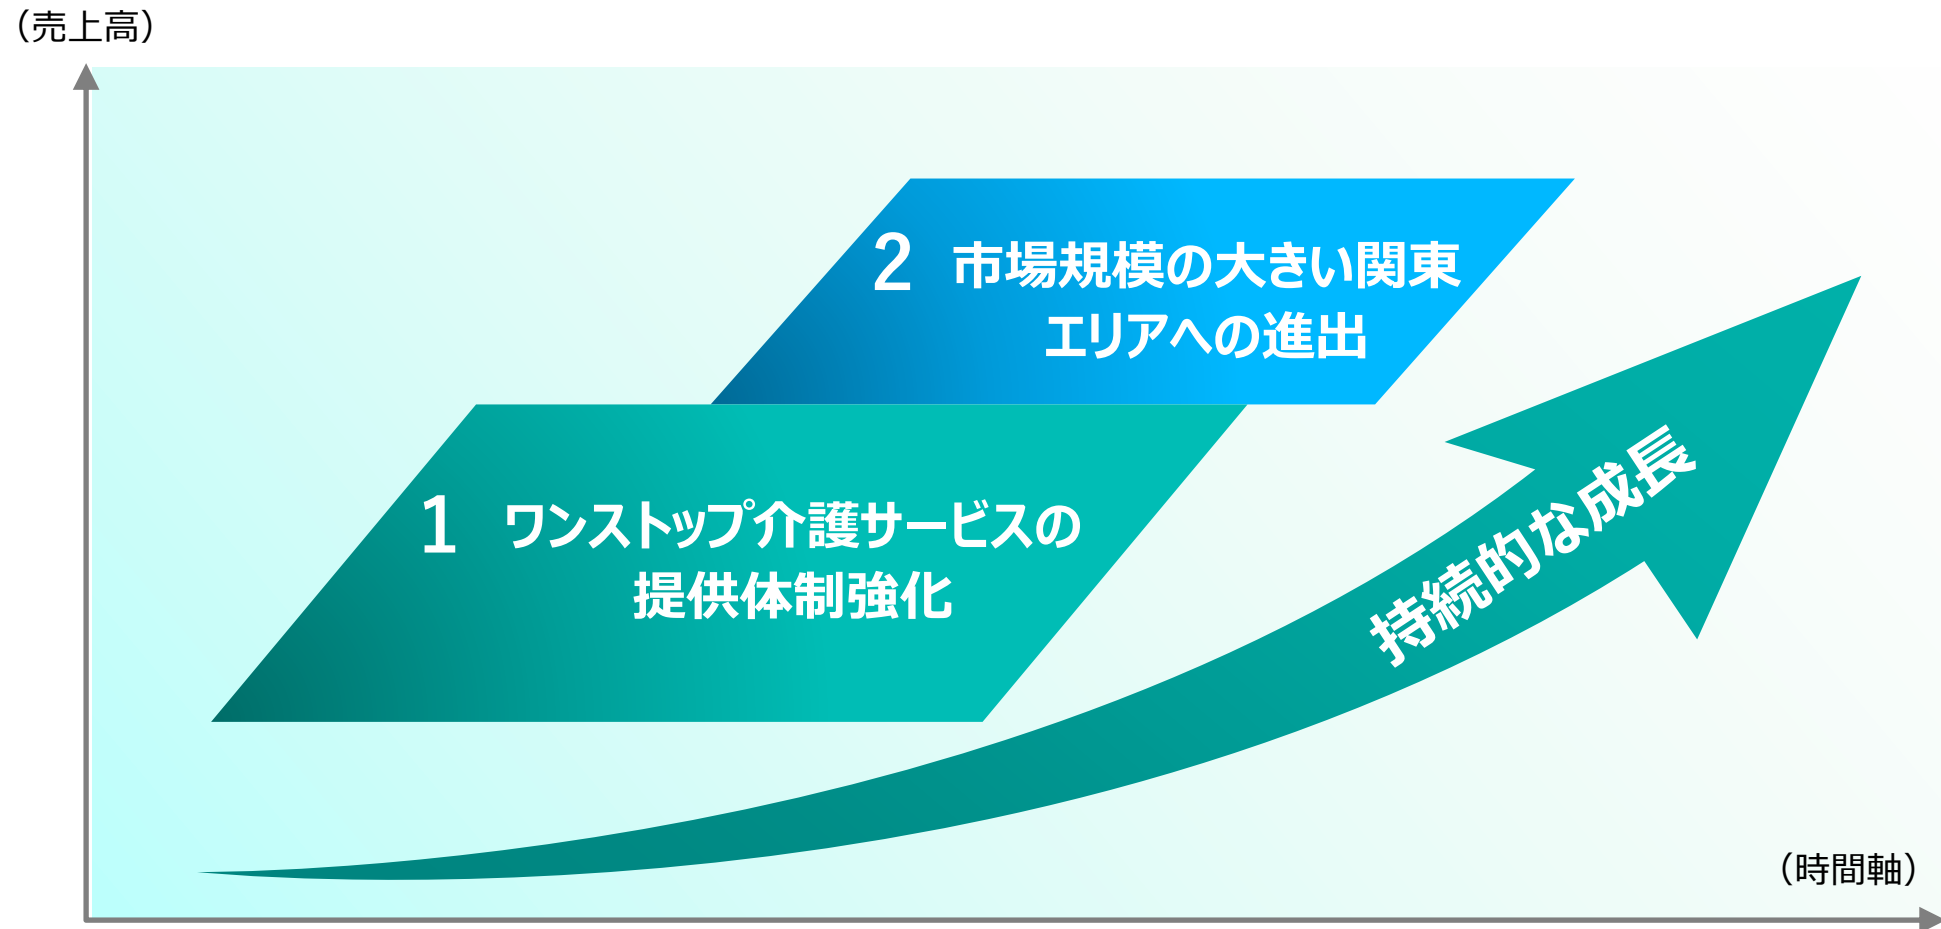 （売上高）
2 市場規模の大きい関東
エリアへの進出
1 ワンストップ介護サービスの
提供体制強化
持続的な成長
（時間軸）